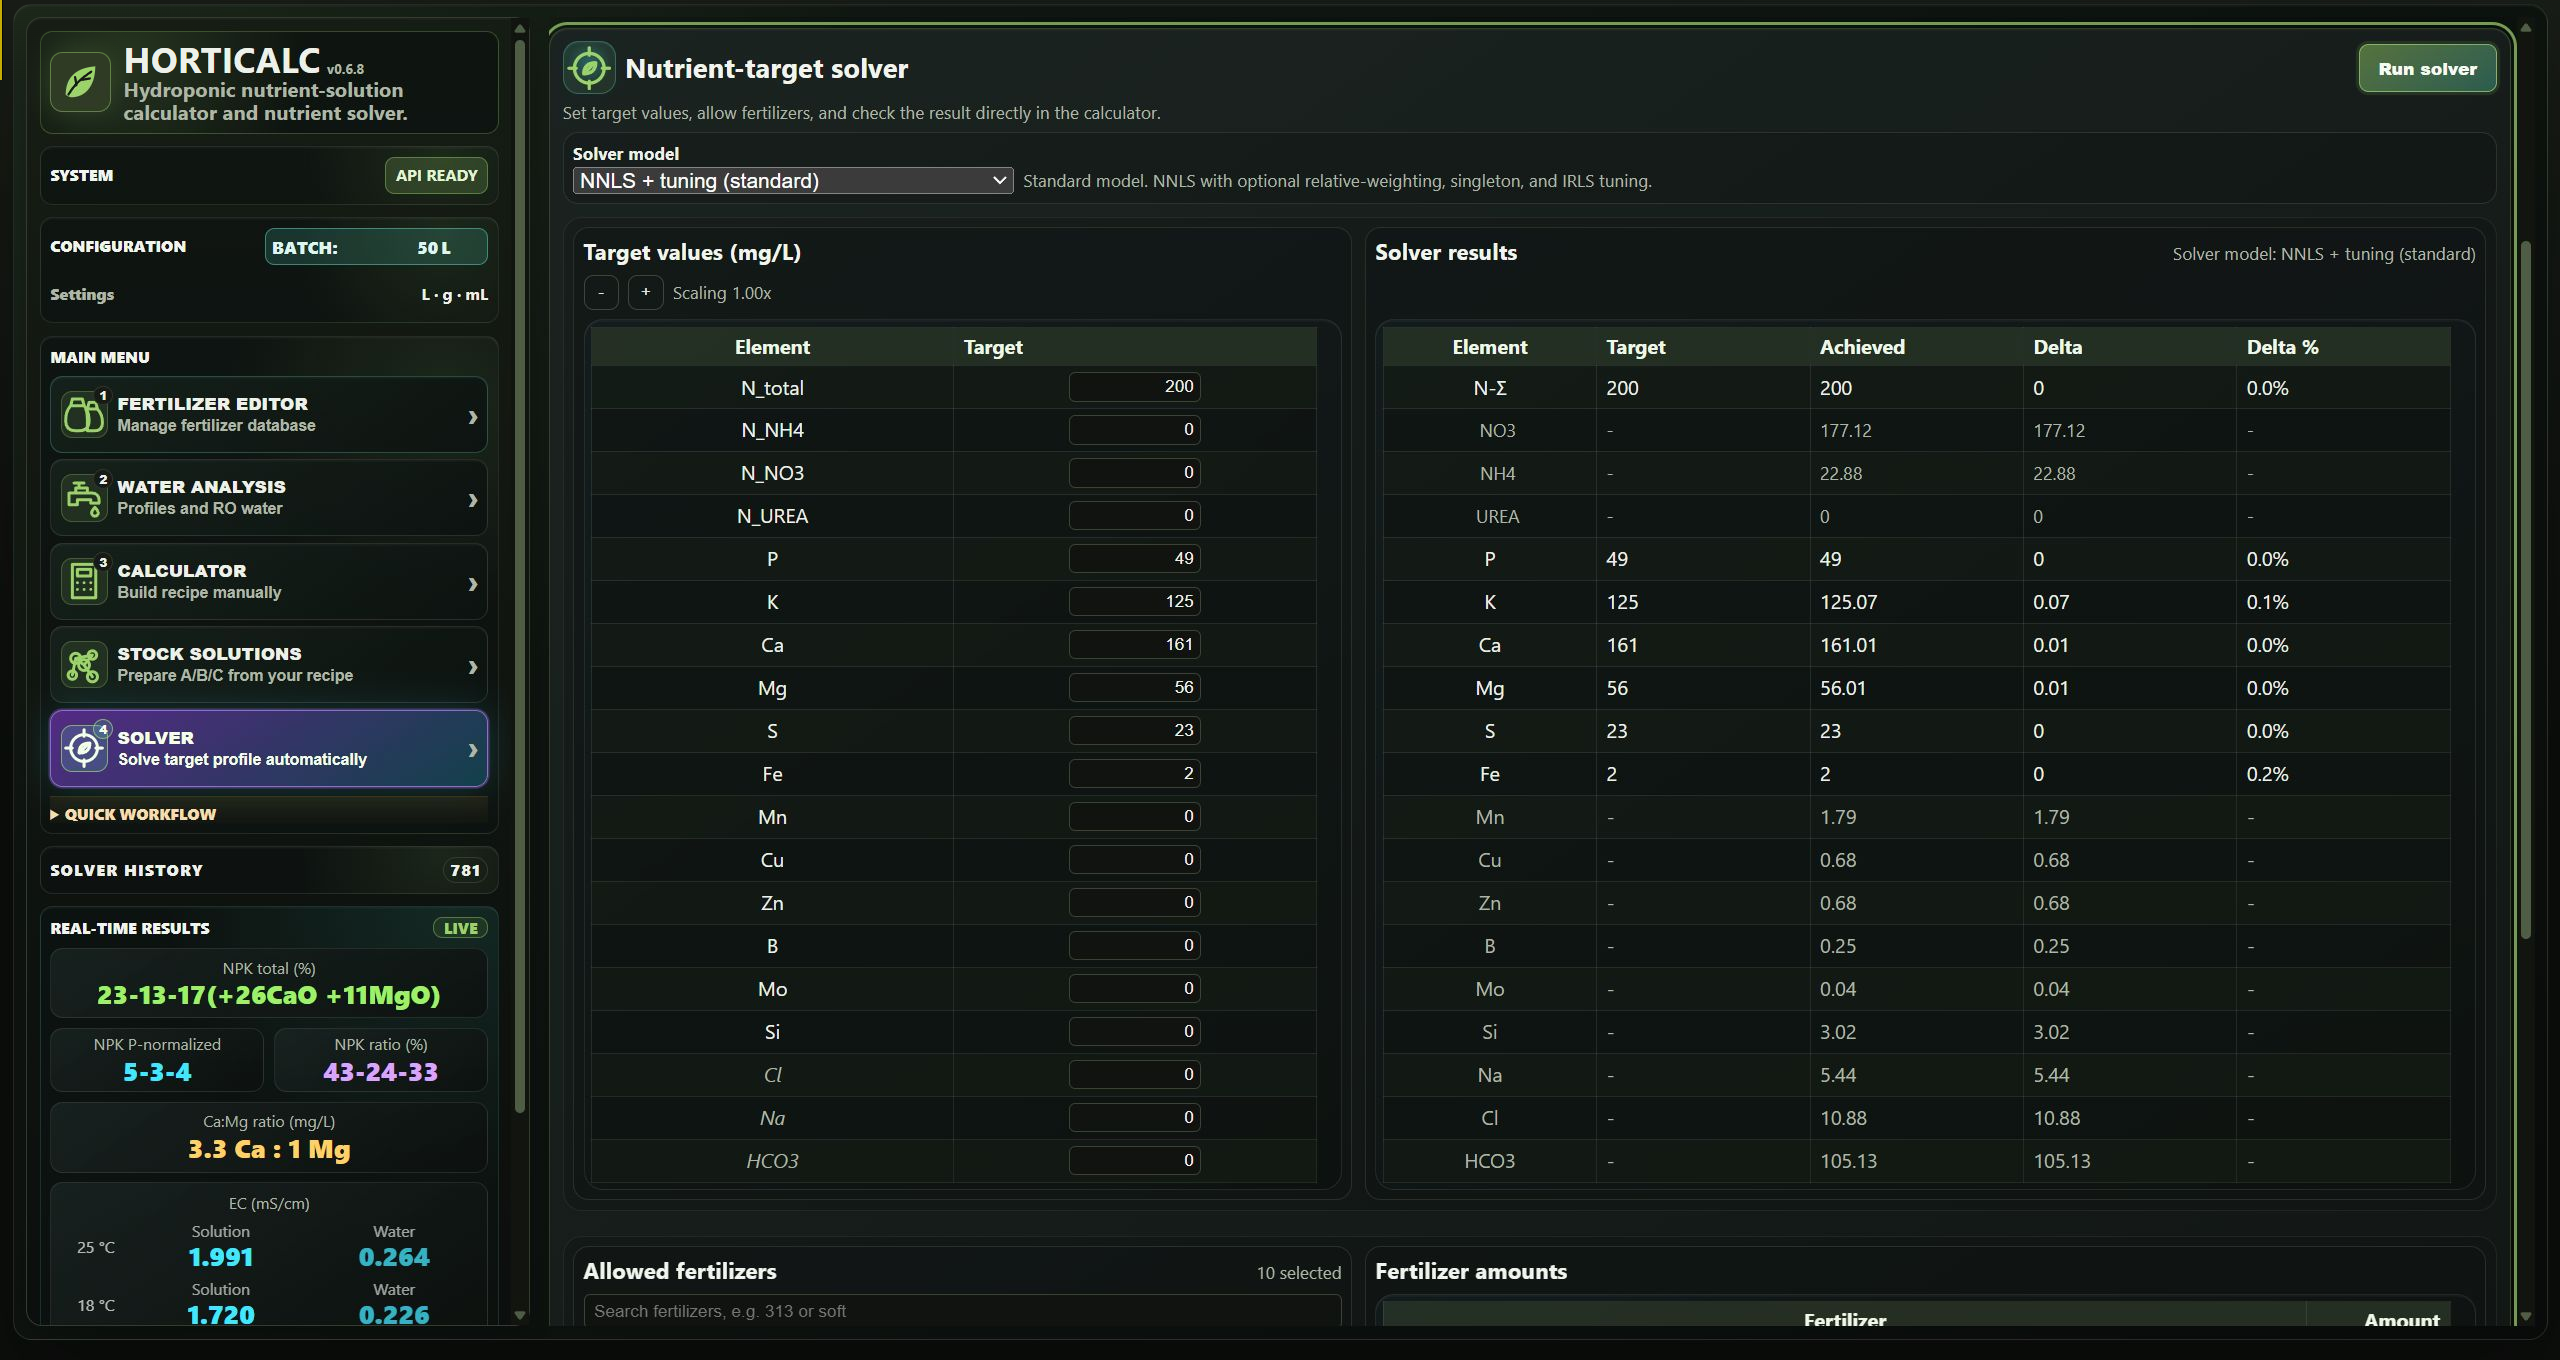 HORTICALC v0.6.8
Hydroponic nutrient-solution
calculator and nutrient solver.
SYSTEM
API READY
CONFIGURATION
BATCH: 50 L
Settings
L · g · mL
MAIN MENU
1
FERTILIZER EDITOR
Manage fertilizer database
2
WATER ANALYSIS
Profiles and RO water
3
CALCULATOR
Build recipe manually
STOCK SOLUTIONS
Prepare A/B/C from your recipe
4
SOLVER
Solve target profile automatically
QUICK WORKFLOW
SOLVER HISTORY
781
REAL-TIME RESULTS
LIVE
NPK total (%)
23-13-17(+26CaO +11MgO)
NPK P-normalized
5-3-4
NPK ratio (%)
43-24-33
Ca:Mg ratio (mg/L)
3.3 Ca : 1 Mg
EC (mS/cm)
Solution Water
25 °C 1.991 0.264
Solution Water
18 °C 1.720 0.226
Nutrient-target solver
Run solver
Set target values, allow fertilizers, and check the result directly in the calculator.
Solver model
NNLS + tuning (standard)
Standard model. NNLS with optional relative-weighting, singleton, and IRLS tuning.
Target values (mg/L)
- + Scaling 1.00x
Element Target
N_total 200
N_NH4 0
N_NO3 0
N_UREA 0
P 49
K 125
Ca 161
Mg 56
S 23
Fe 2
Mn 0
Cu 0
Zn 0
B 0
Mo 0
Si 0
Cl 0
Na 0
HCO3 0
Solver results
Solver model: NNLS + tuning (standard)
Element Target Achieved Delta Delta %
N-Σ 200 200 0 0.0%
NO3 - 177.12 177.12 -
NH4 - 22.88 22.88 -
UREA - 0 0 -
P 49 49 0 0.0%
K 125 125.07 0.07 0.1%
Ca 161 161.01 0.01 0.0%
Mg 56 56.01 0.01 0.0%
S 23 23 0 0.0%
Fe 2 2 0 0.2%
Mn - 1.79 1.79 -
Cu - 0.68 0.68 -
Zn - 0.68 0.68 -
B - 0.25 0.25 -
Mo - 0.04 0.04 -
Si - 3.02 3.02 -
Na - 5.44 5.44 -
Cl - 10.88 10.88 -
HCO3 - 105.13 105.13 -
Allowed fertilizers
10 selected
Search fertilizers, e.g. 313 or soft
Fertilizer amounts
Fertilizer Amount